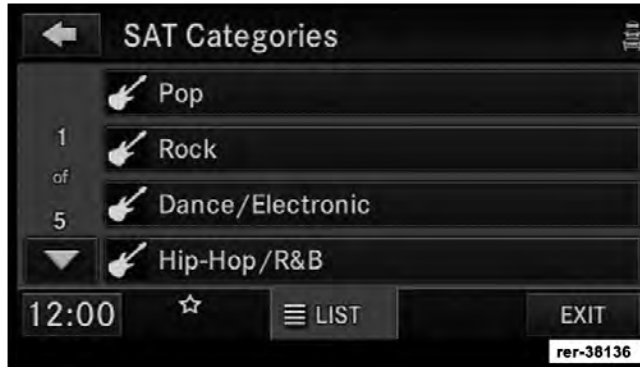 SAT Categories
Pop
1
of
5
Rock
Dance/Electronic
Hip-Hop/R&B
12:00
LIST
EXIT
rer-38136